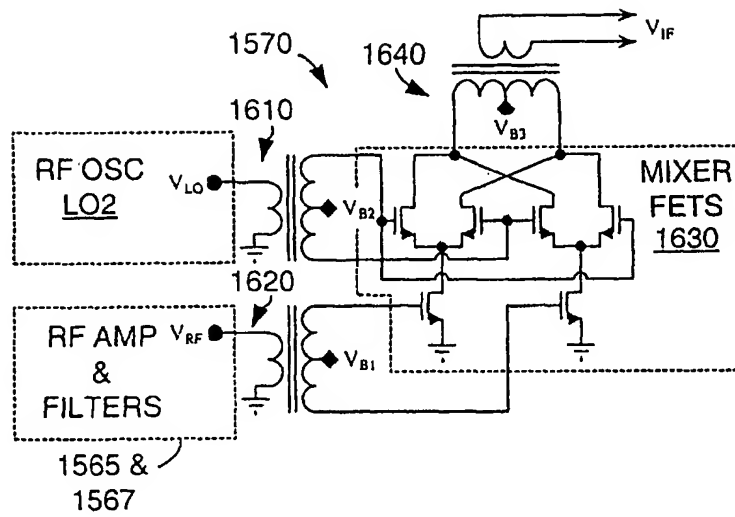 1570
1640
V_IF
1610
V_B3
RF OSC
LO2
V_LO
V_B2
MIXER
FETS
1630
1620
RF AMP
&
FILTERS
V_RF
V_B1
1565 &
1567